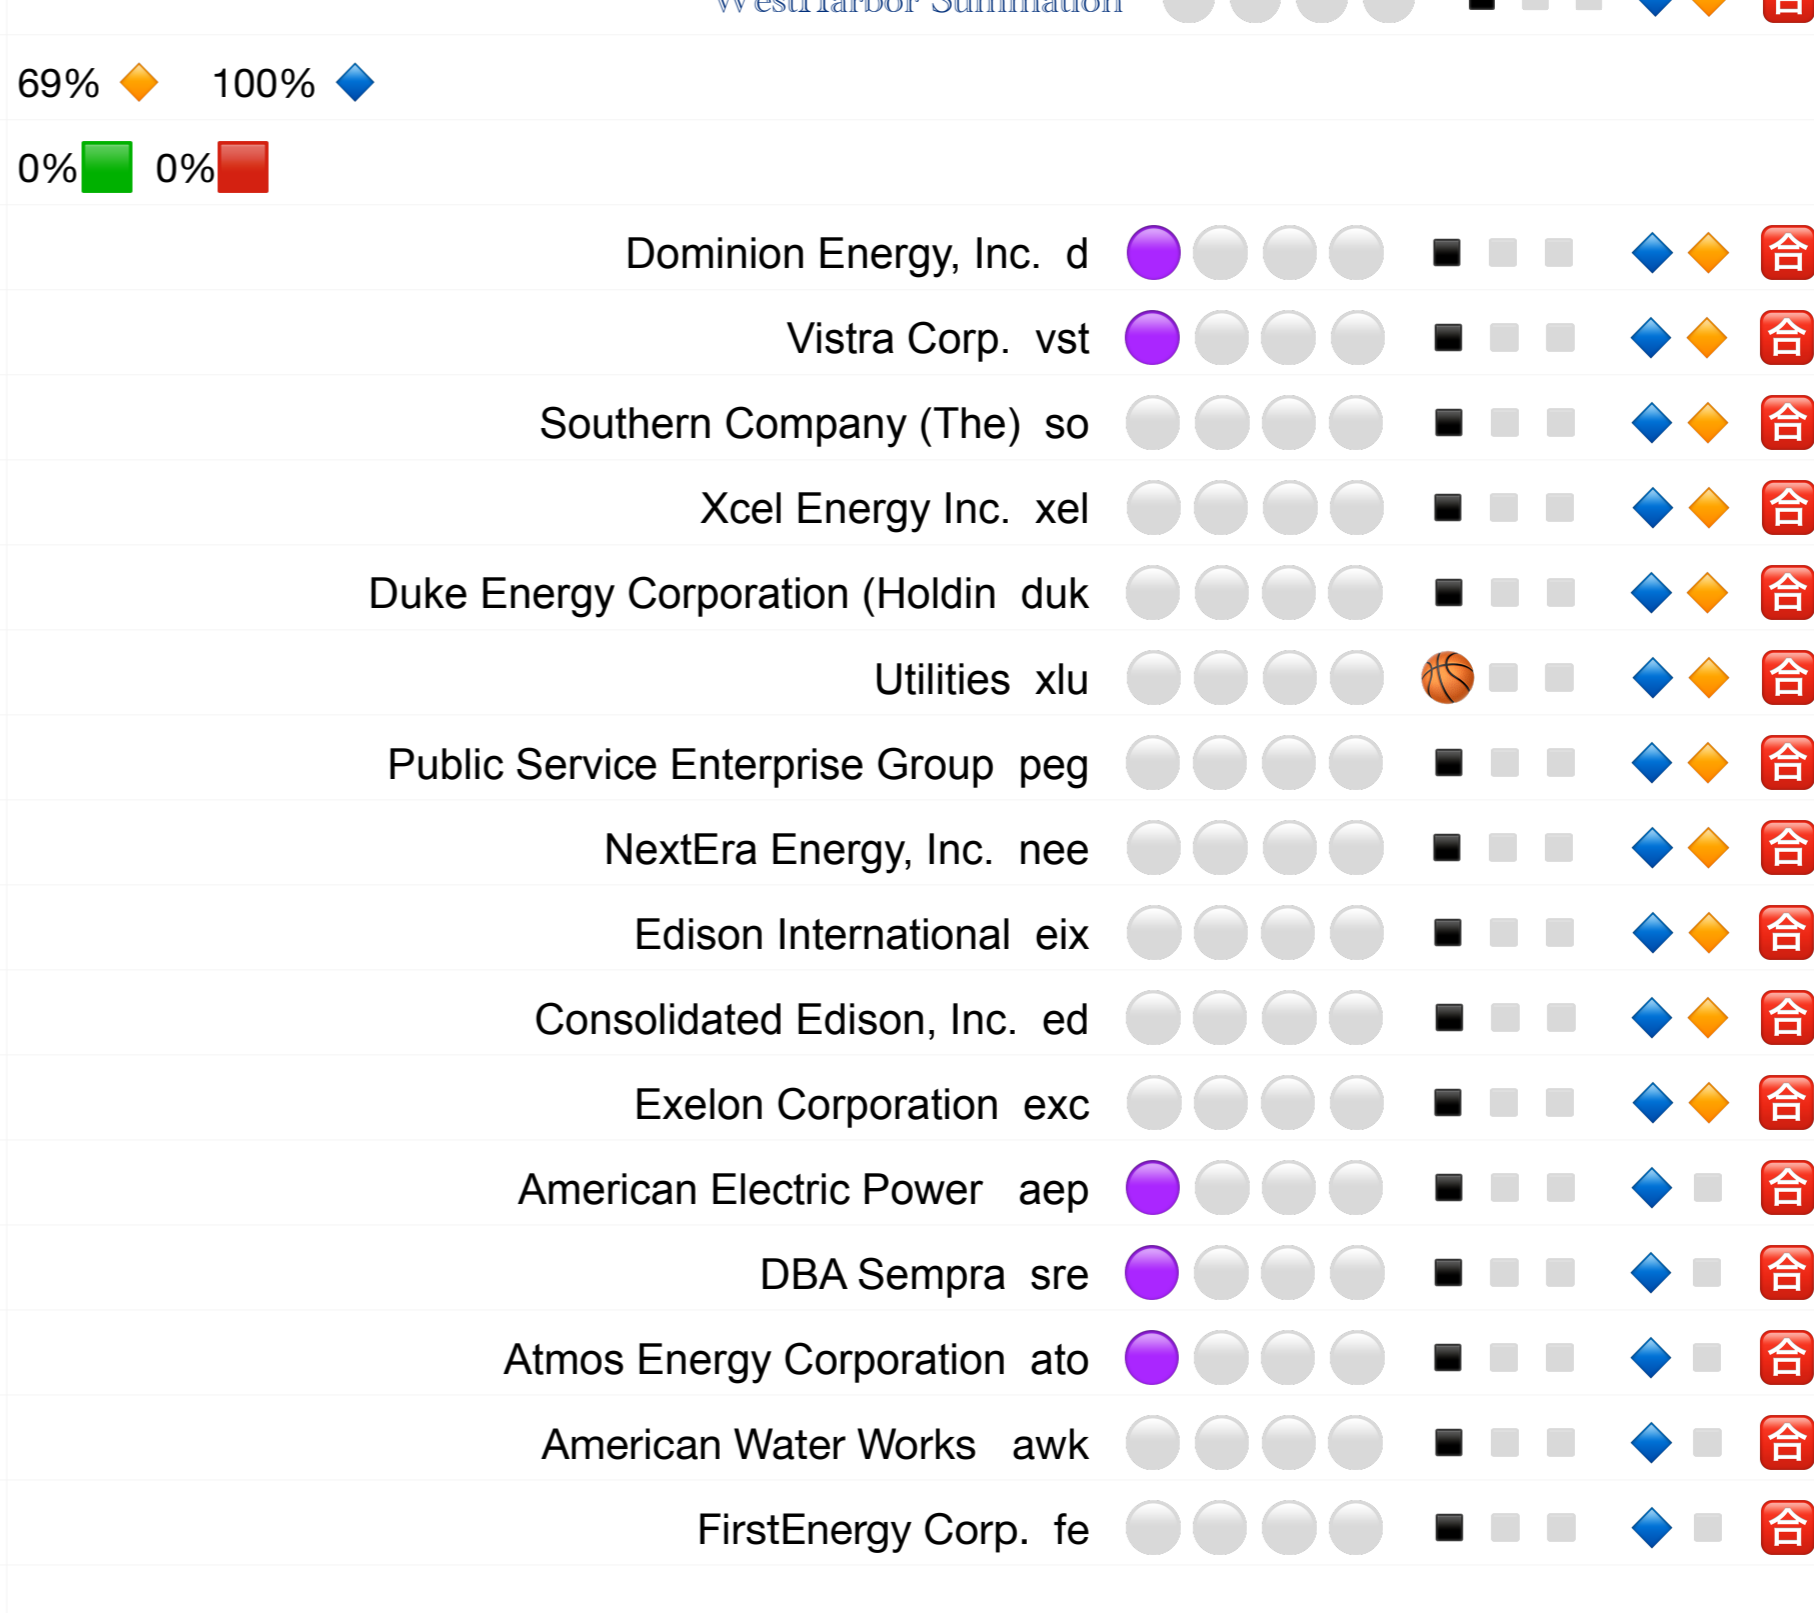 WestHarbor Summation 合
69% 100%
0% 0%
Dominion Energy, Inc. d 合
Vistra Corp. vst 合
Southern Company (The) so 合
Xcel Energy Inc. xel 合
Duke Energy Corporation (Holdin duk 合
Utilities xlu 合
Public Service Enterprise Group peg 合
NextEra Energy, Inc. nee 合
Edison International eix 合
Consolidated Edison, Inc. ed 合
Exelon Corporation exc 合
American Electric Power aep 合
DBA Sempra sre 合
Atmos Energy Corporation ato 合
American Water Works awk 合
FirstEnergy Corp. fe 合